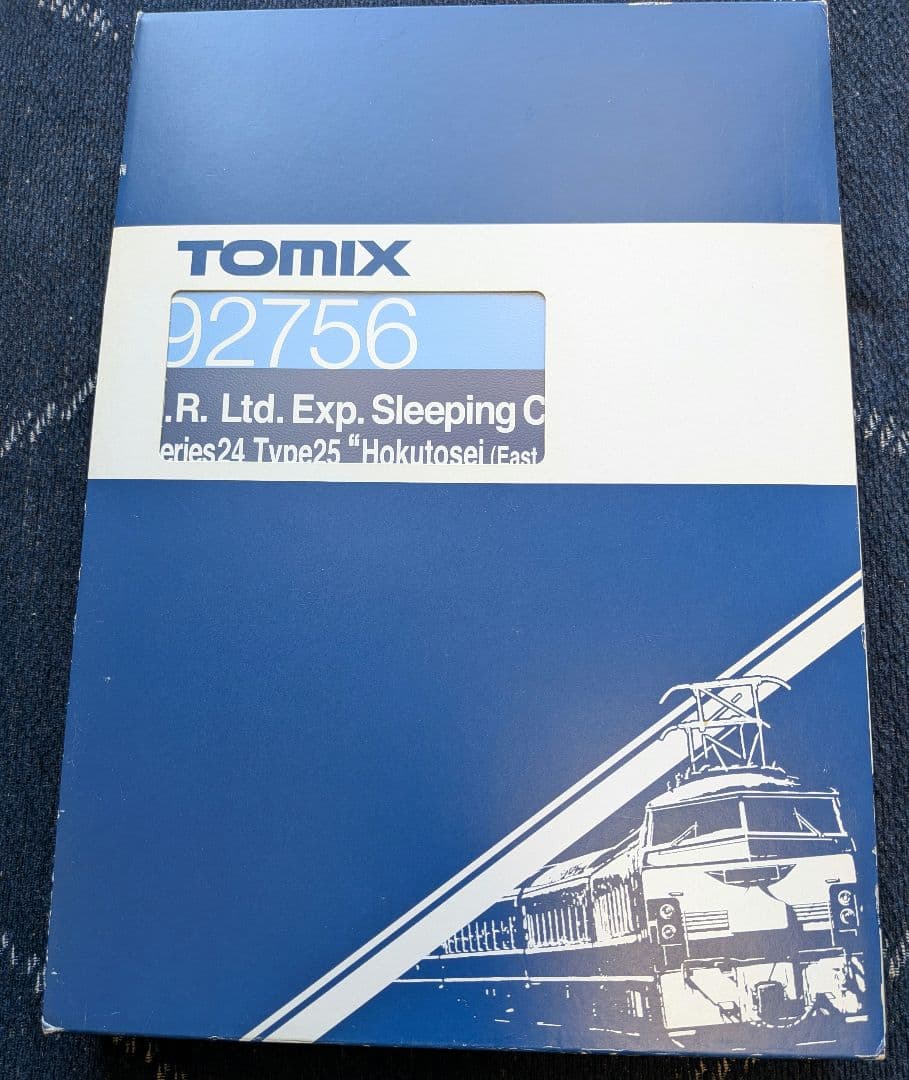 TOMIX
92756
.R. Ltd. Exp. Sleeping C
eries24 Type25 “Hokutosei (East